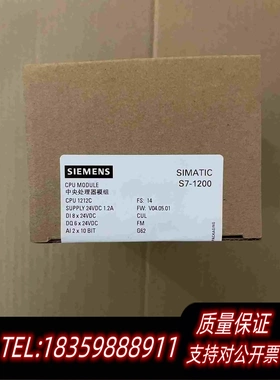 SIEMENS
SIMATIC
S7-1200
CPU MODULE
中央处理器模组
CPU 1212C
FS: 14
SUPPLY 24VDC 1.2A
FW: V04.05.01
DI 8 x 24VDC
CUL
DQ 6 x 24VDC
FM
AI 2 x 10 BIT
G62
质量保证
TEL:18359888911
支持对公开票